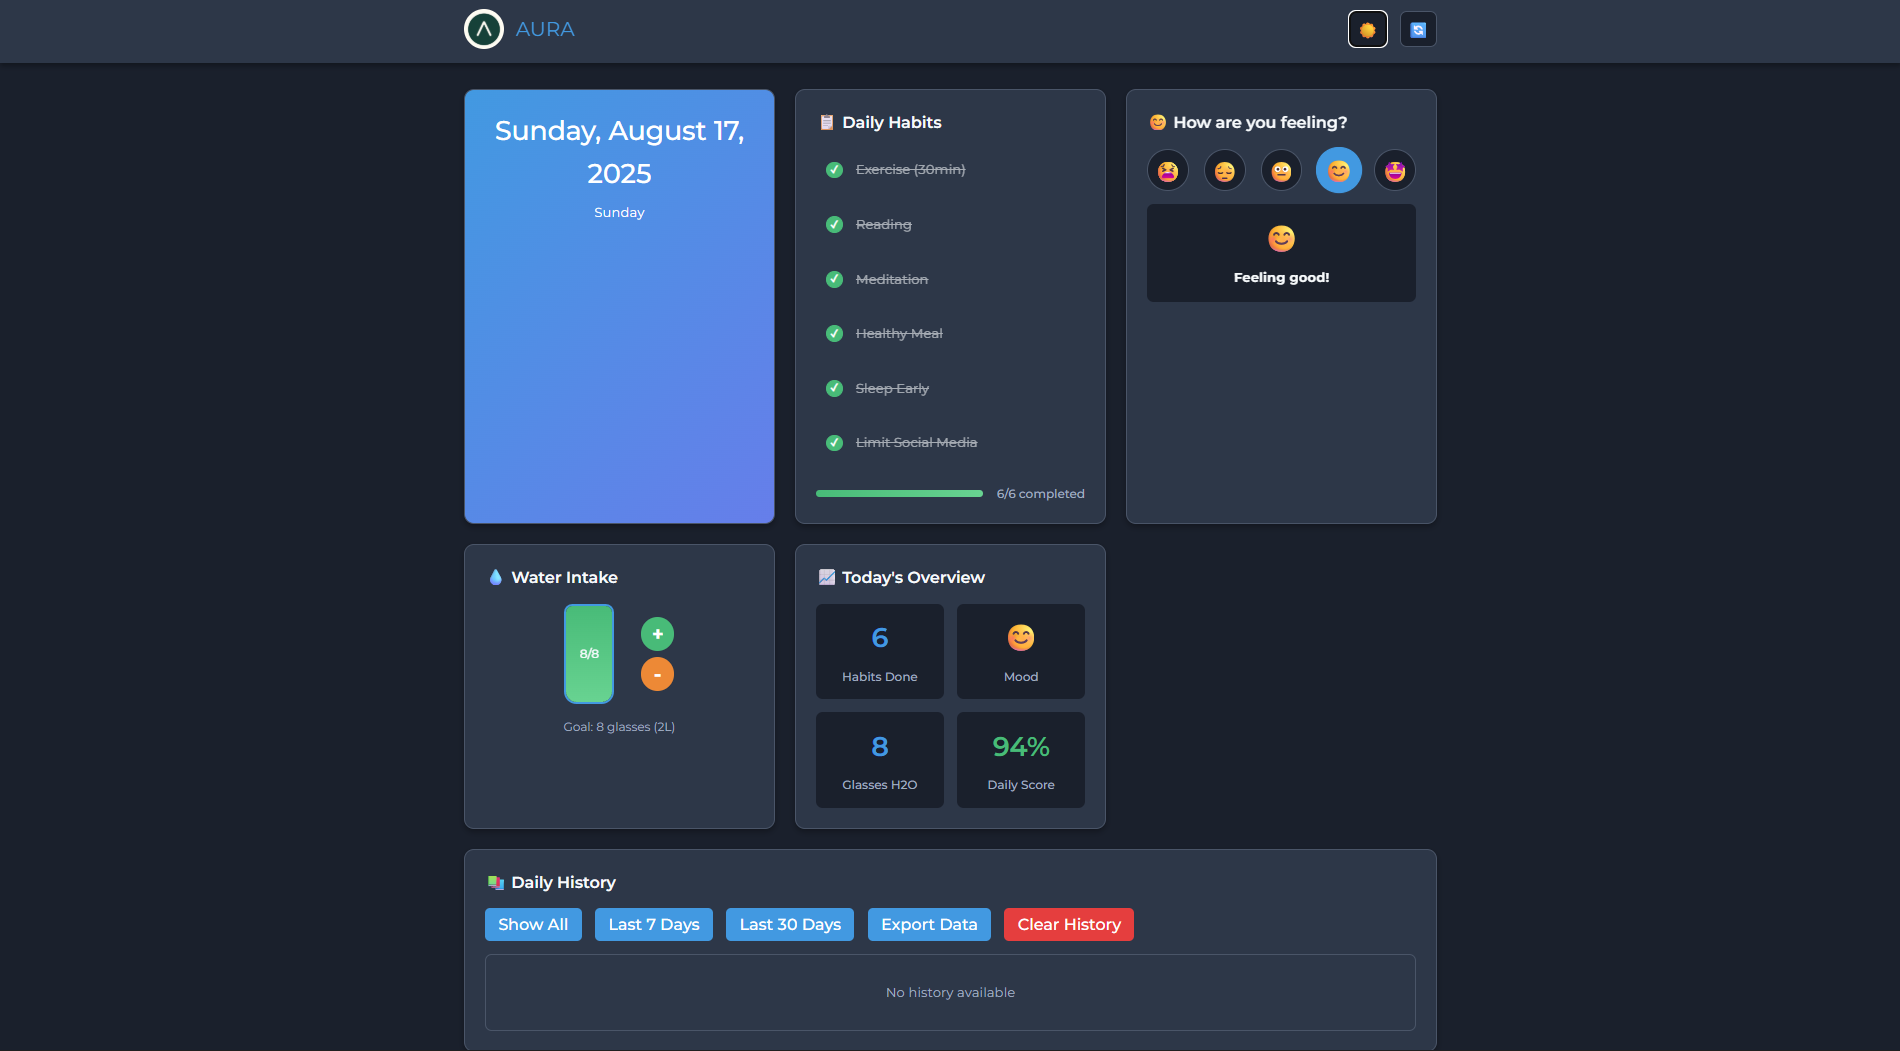 AURA
Sunday, August 17,
2025
Sunday
Daily Habits
Exercise (30min)
Reading
Meditation
Healthy Meal
Sleep Early
Limit Social Media
6/6 completed
How are you feeling?
Feeling good!
Water Intake
8/8
+
-
Goal: 8 glasses (2L)
Today's Overview
6
Habits Done
Mood
8
Glasses H2O
94%
Daily Score
Daily History
Show All
Last 7 Days
Last 30 Days
Export Data
Clear History
No history available